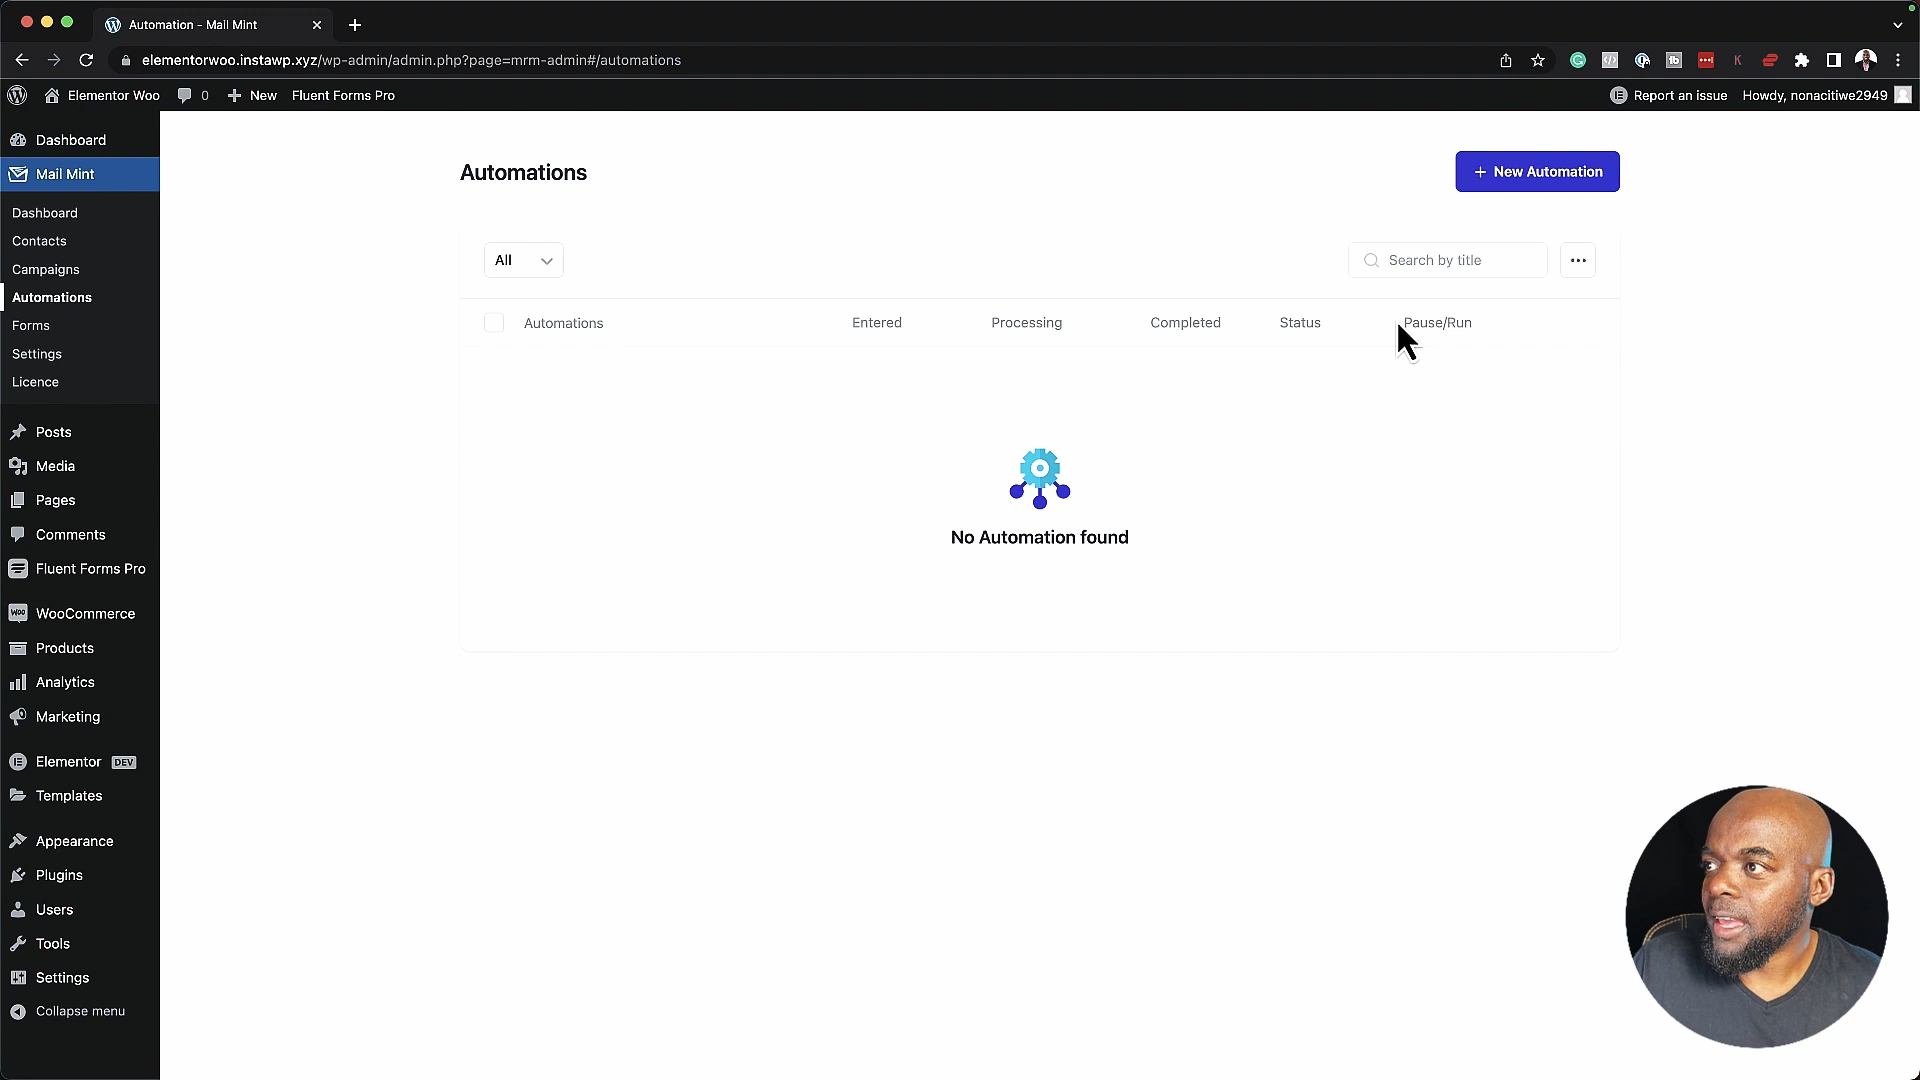 Automation - Mail Mint
elementorwoo.instawp.xyz/wp-admin/admin.php?page=mrm-admin#/automations
Elementor Woo 0 New Fluent Forms Pro Report an issue Howdy, nonacitiwe2949
Dashboard
Mail Mint
Dashboard
Contacts
Campaigns
Automations
Forms
Settings
Licence
Posts
Media
Pages
Comments
Fluent Forms Pro
WooCommerce
Products
Analytics
Marketing
Elementor DEV
Templates
Appearance
Plugins
Users
Tools
Settings
Collapse menu
Automations
+ New Automation
All
Search by title
Automations Entered Processing Completed Status Pause/Run
No Automation found